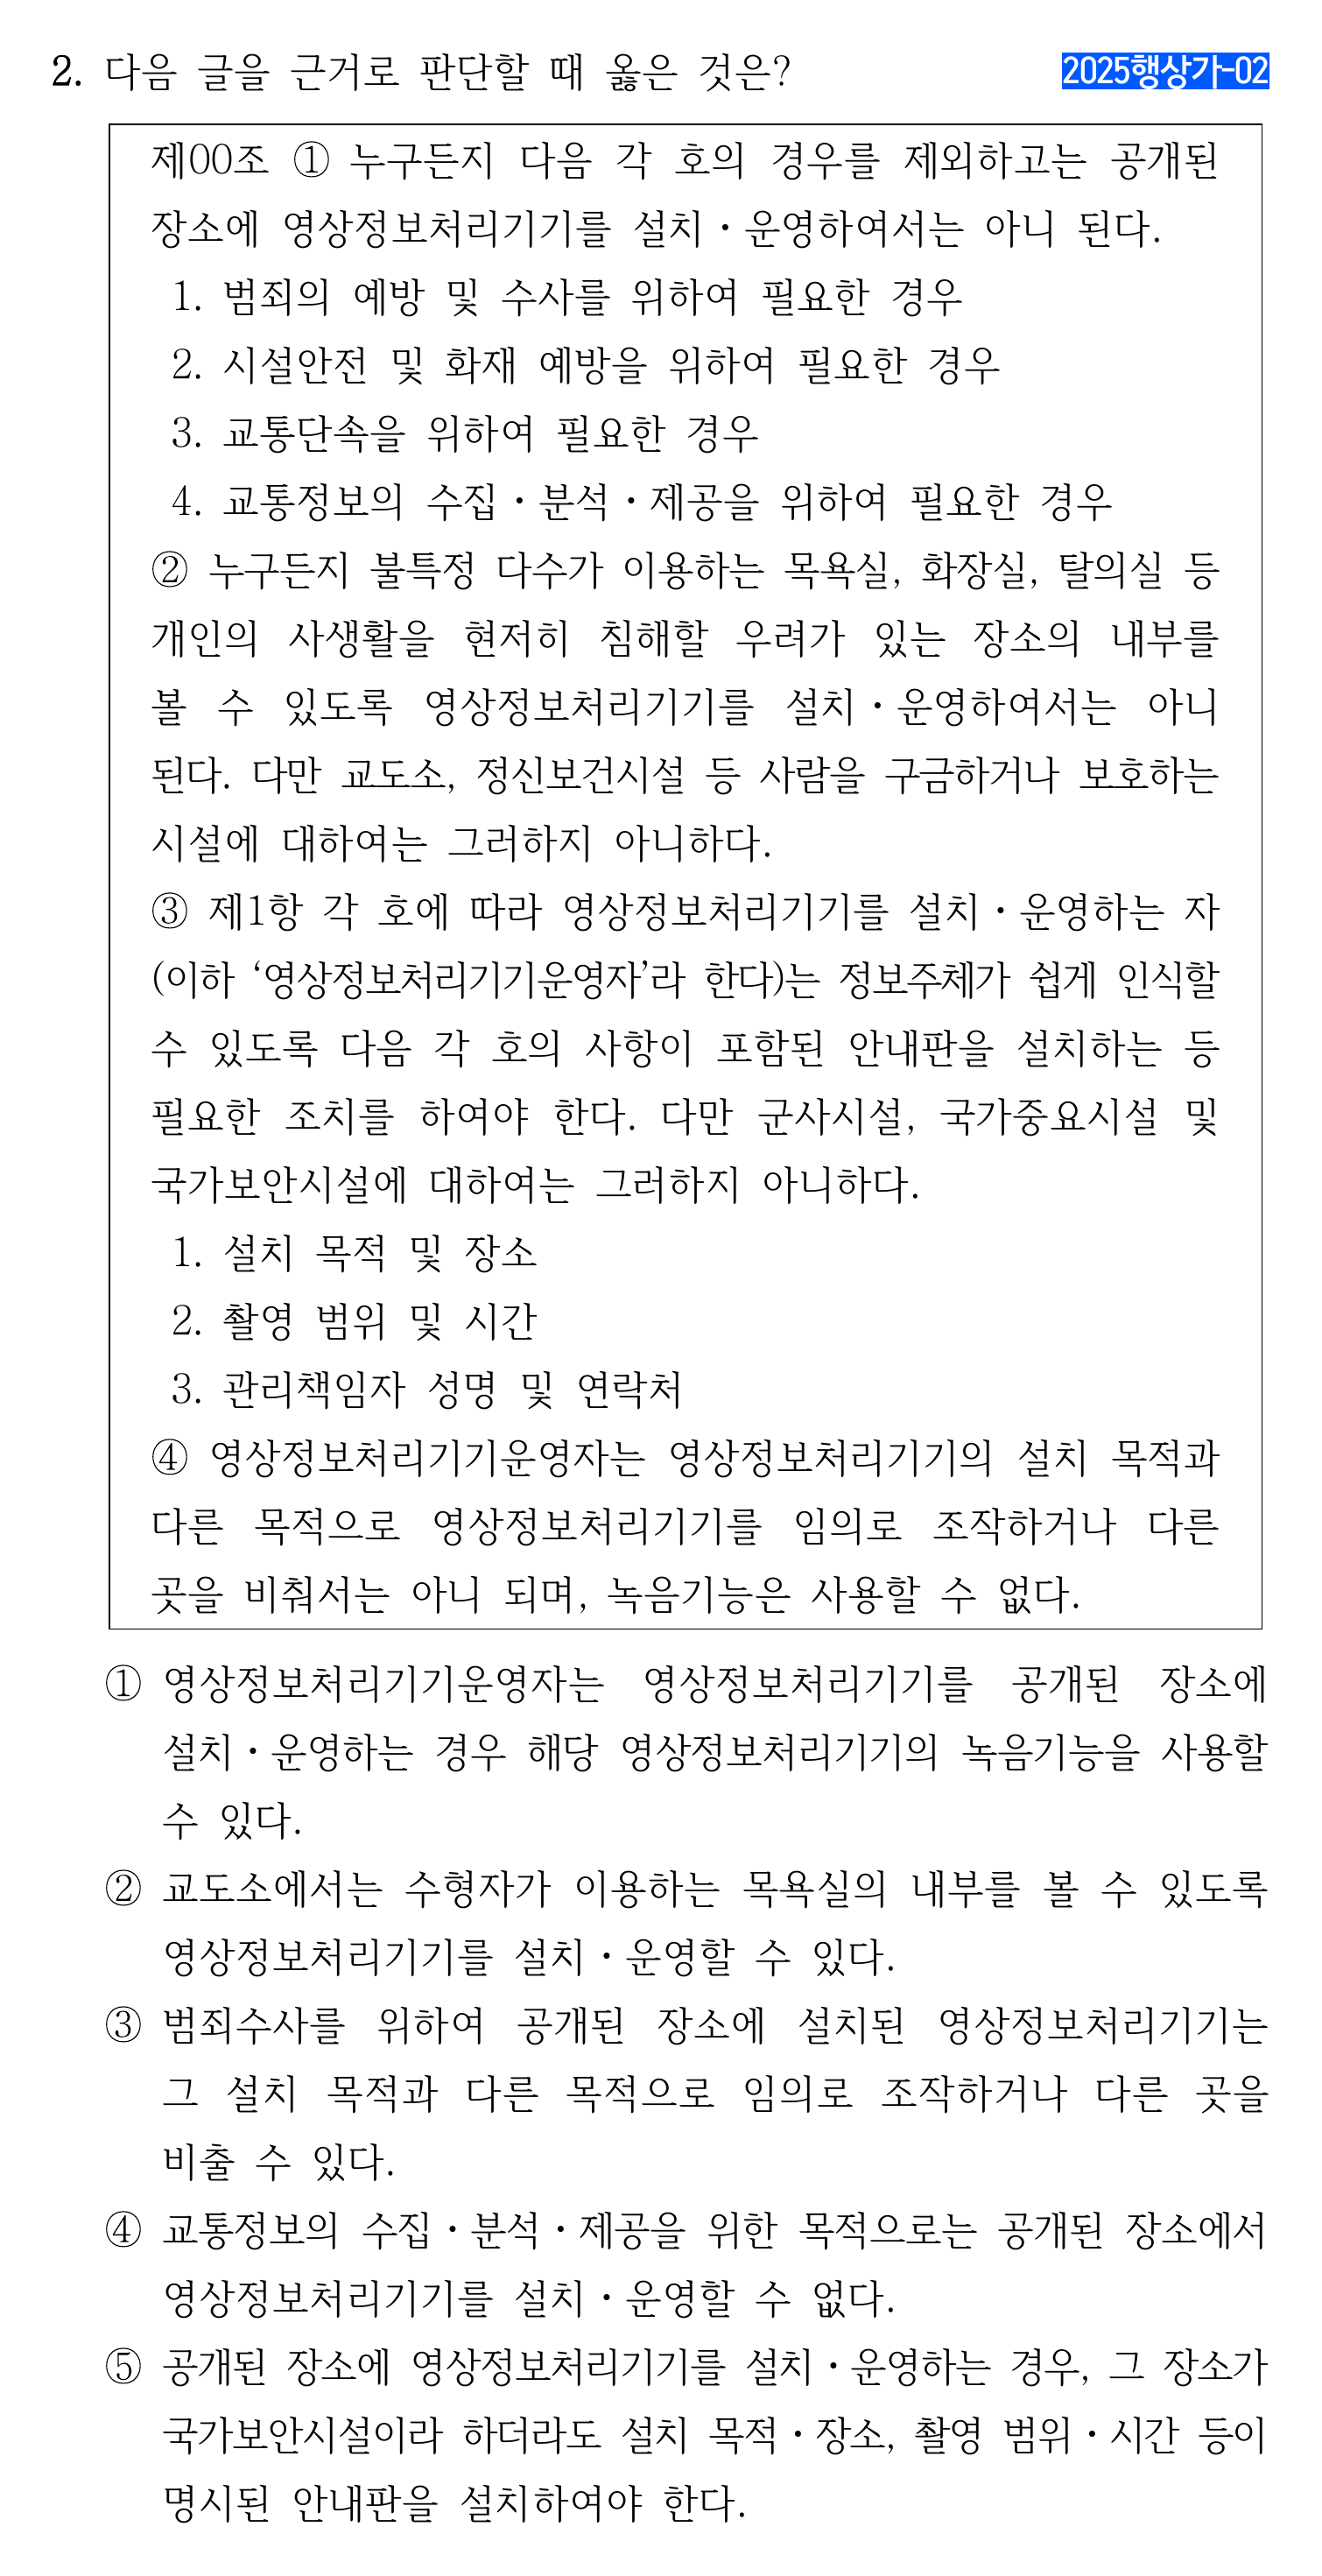 2. 다음 글을 근거로 판단할 때 옳은 것은? 2025행상가-02
제00조 ① 누구든지 다음 각 호의 경우를 제외하고는 공개된
장소에 영상정보처리기기를 설치・운영하여서는 아니 된다.
1. 범죄의 예방 및 수사를 위하여 필요한 경우
2. 시설안전 및 화재 예방을 위하여 필요한 경우
3. 교통단속을 위하여 필요한 경우
4. 교통정보의 수집・분석・제공을 위하여 필요한 경우
② 누구든지 불특정 다수가 이용하는 목욕실, 화장실, 탈의실 등
개인의 사생활을 현저히 침해할 우려가 있는 장소의 내부를
볼 수 있도록 영상정보처리기기를 설치・운영하여서는 아니
된다. 다만 교도소, 정신보건시설 등 사람을 구금하거나 보호하는
시설에 대하여는 그러하지 아니하다.
③ 제1항 각 호에 따라 영상정보처리기기를 설치・운영하는 자
(이하 ‘영상정보처리기기운영자’라 한다)는 정보주체가 쉽게 인식할
수 있도록 다음 각 호의 사항이 포함된 안내판을 설치하는 등
필요한 조치를 하여야 한다. 다만 군사시설, 국가중요시설 및
국가보안시설에 대하여는 그러하지 아니하다.
1. 설치 목적 및 장소
2. 촬영 범위 및 시간
3. 관리책임자 성명 및 연락처
④ 영상정보처리기기운영자는 영상정보처리기기의 설치 목적과
다른 목적으로 영상정보처리기기를 임의로 조작하거나 다른
곳을 비춰서는 아니 되며, 녹음기능은 사용할 수 없다.
① 영상정보처리기기운영자는 영상정보처리기기를 공개된 장소에
설치・운영하는 경우 해당 영상정보처리기기의 녹음기능을 사용할
수 있다.
② 교도소에서는 수형자가 이용하는 목욕실의 내부를 볼 수 있도록
영상정보처리기기를 설치・운영할 수 있다.
③ 범죄수사를 위하여 공개된 장소에 설치된 영상정보처리기기는
그 설치 목적과 다른 목적으로 임의로 조작하거나 다른 곳을
비출 수 있다.
④ 교통정보의 수집・분석・제공을 위한 목적으로는 공개된 장소에서
영상정보처리기기를 설치・운영할 수 없다.
⑤ 공개된 장소에 영상정보처리기기를 설치・운영하는 경우, 그 장소가
국가보안시설이라 하더라도 설치 목적・장소, 촬영 범위・시간 등이
명시된 안내판을 설치하여야 한다.